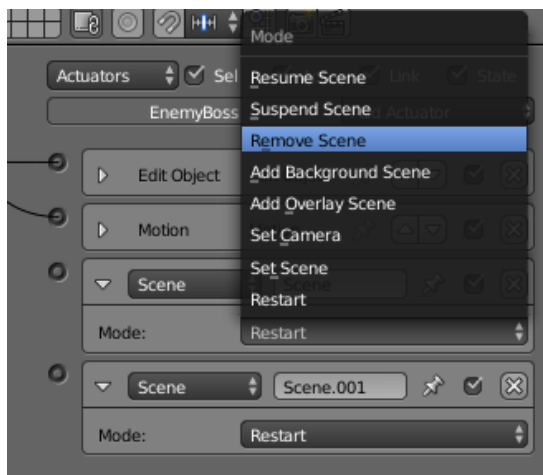 Mode
Actuators Sel Link State
Resume Scene
EnemyBoss Suspend Scene Actuator
Remove Scene
Edit Object Add Background Scene
Add Overlay Scene
Motion Set Camera
Set Scene
Scene Scene
Restart
Mode: Restart
Scene Scene.001
Mode: Restart